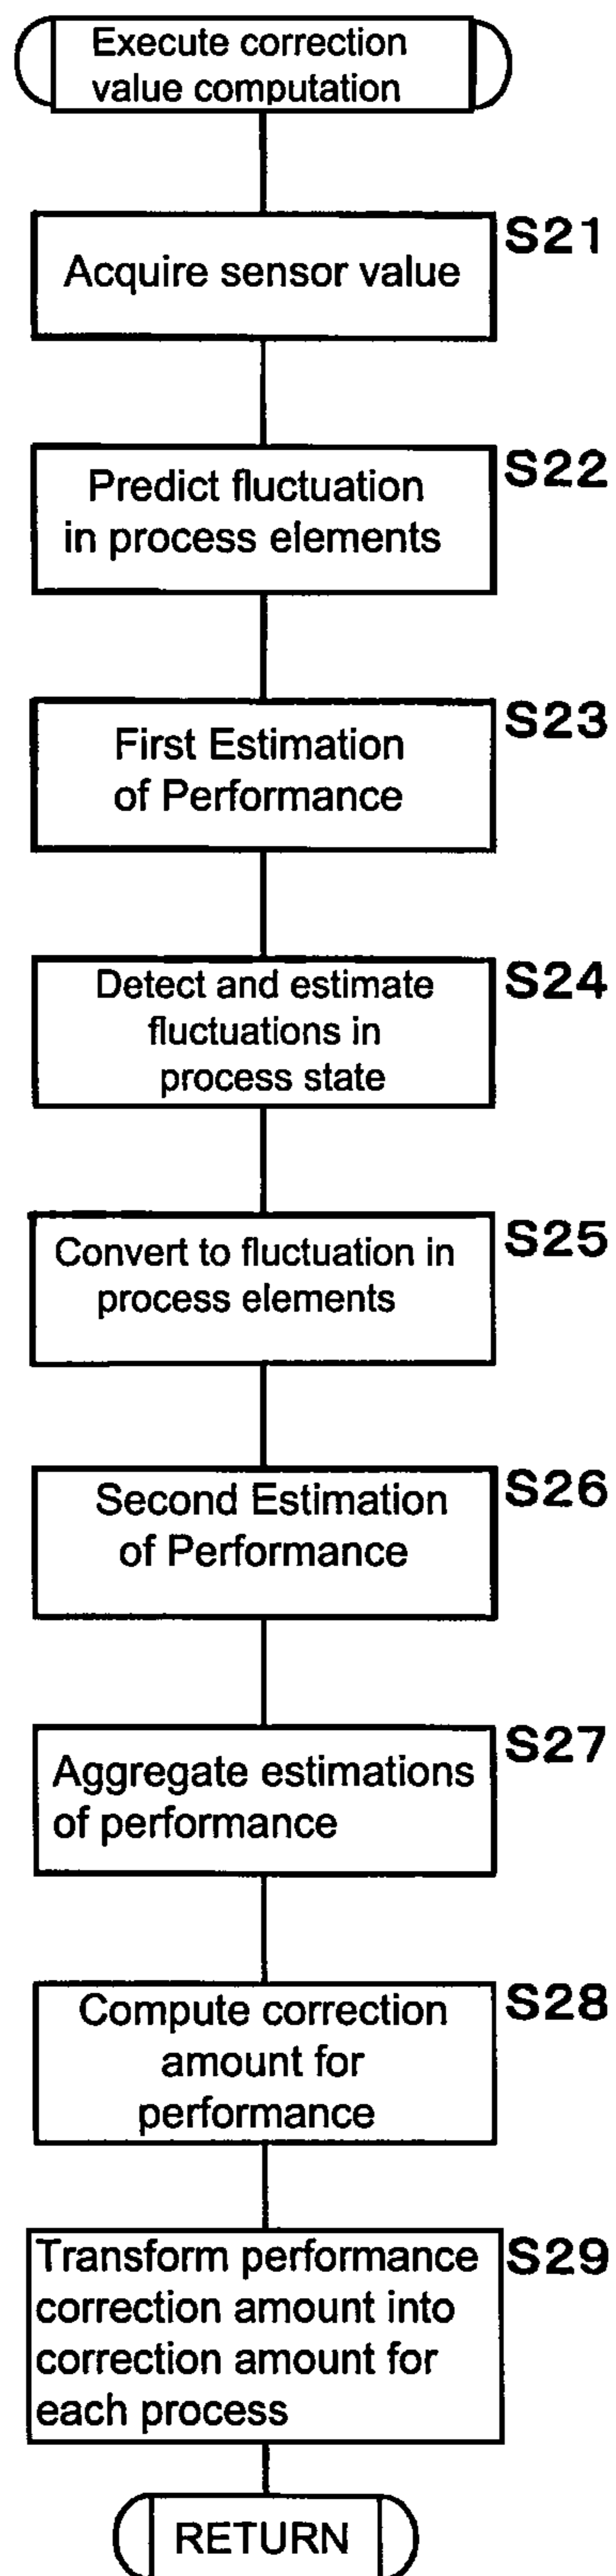 Execute correction
value computation
S21
Acquire sensor value
S22
Predict fluctuation
in process elements
S23
First Estimation
of Performance
S24
Detect and estimate
fluctuations in
process state
S25
Convert to fluctuation in
process elements
S26
Second Estimation
of Performance
S27
Aggregate estimations
of performance
S28
Compute correction
amount for
performance
S29
Transform performance
correction amount into
correction amount for
each process
RETURN